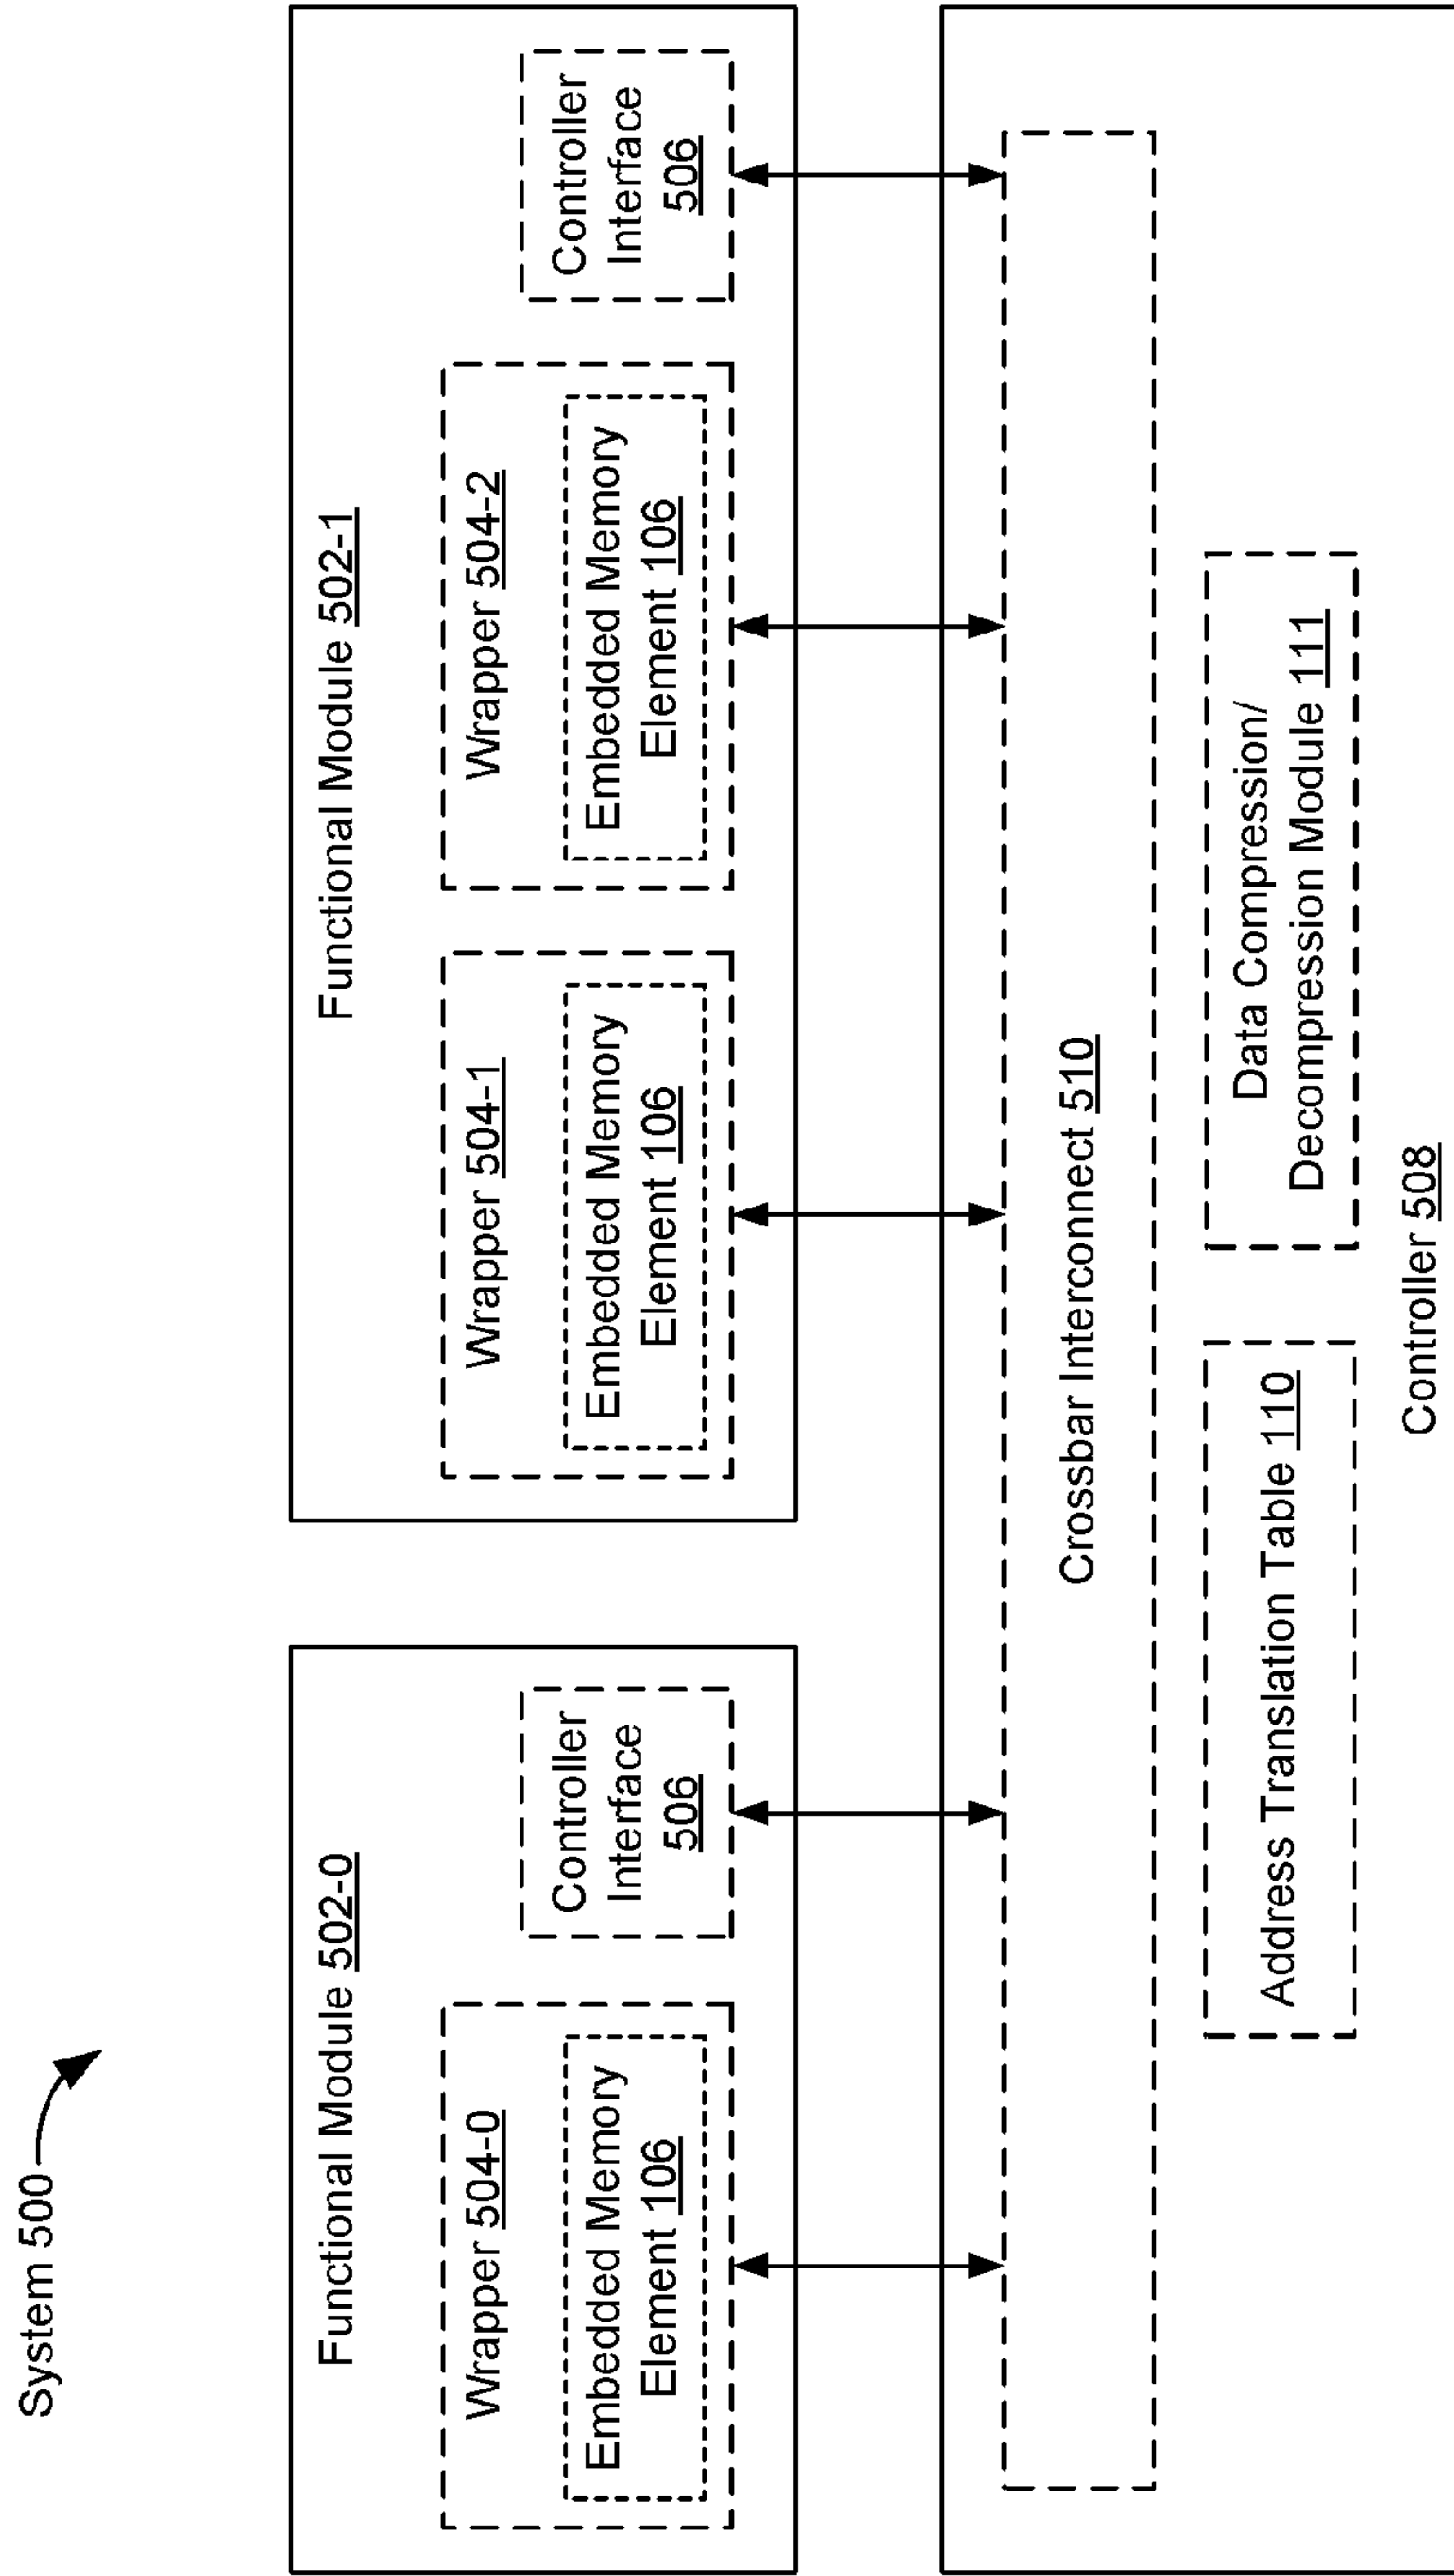 System 500
Functional Module 502-0
Wrapper 504-0
Embedded Memory
Element 106
Controller
Interface
506
Functional Module 502-1
Wrapper 504-1
Embedded Memory
Element 106
Wrapper 504-2
Embedded Memory
Element 106
Controller
Interface
506
Crossbar Interconnect 510
Address Translation Table 110
Data Compression/
Decompression Module 111
Controller 508